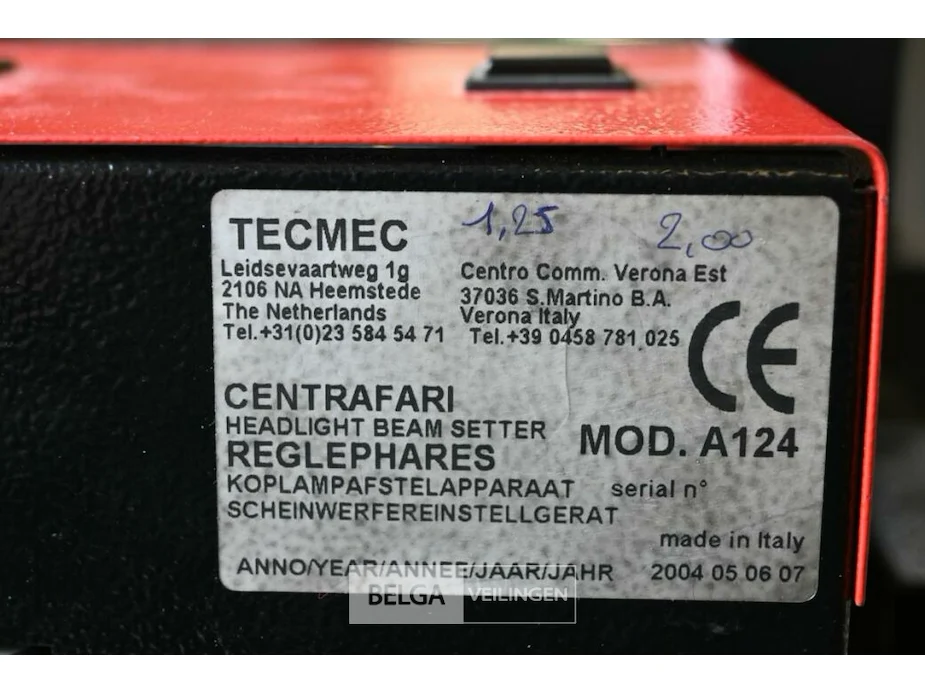 TECMEC 1,25 2,00
Leidsevaartweg 1g
2106 NA Heemstede
The Netherlands
Tel.+31(0)23 584 54 71
Centro Comm. Verona Est
37036 S.Martino B.A.
Verona Italy
Tel.+39 0458 781 025
CE
CENTRAFARI
HEADLIGHT BEAM SETTER
REGLEPHARES
KOPLAMPAFSTELAPPARAAT
SCHEINWERFEREINSTELLGERAT
MOD. A124
serial n°
made in Italy
ANNO/YEAR/ANNEE/JAAR/JAHR 2004 05 06 07
BELGA VEILINGEN